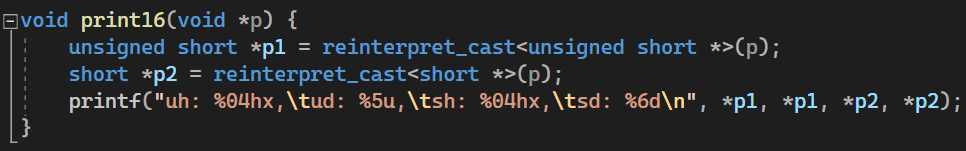 void print16(void *p) {
    unsigned short *p1 = reinterpret_cast<unsigned short *>(p);
    short *p2 = reinterpret_cast<short *>(p);
    printf("uh: %04hx,\tud: %5u,\tsh: %04hx,\tsd: %6d\n", *p1, *p1, *p2, *p2);
}